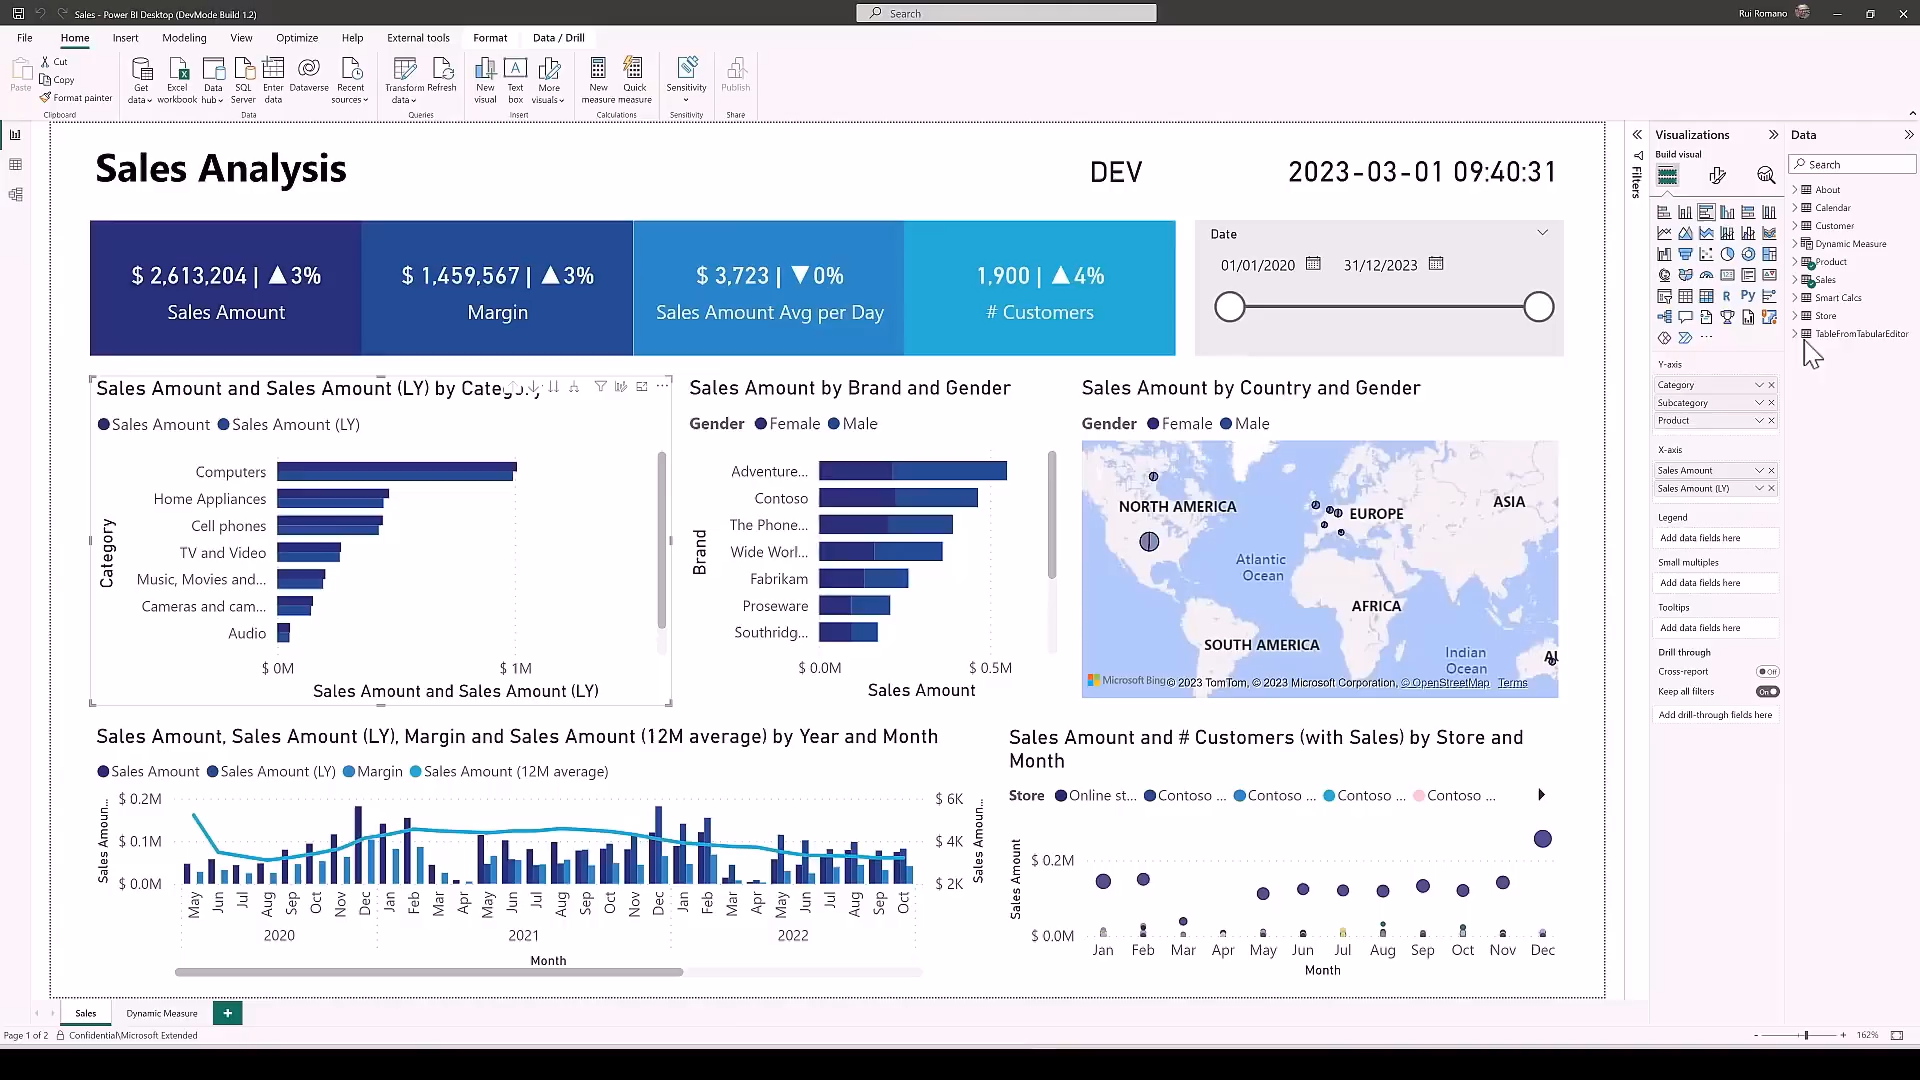 Sales - Power BI Desktop (DevMode Build 1.2)
Search
Rui Romano
File Home Insert Modeling View Optimize Help External tools Format Data / Drill
Paste
Cut
Copy
Format painter
Clipboard
Get data
Excel workbook
Data hub
SQL Server
Enter data
Dataverse
Recent sources
Data
Transform data
Refresh
Queries
New visual
Text box
More visuals
Insert
New measure
Quick measure
Calculations
Sensitivity
Sensitivity
Publish
Share
Sales Analysis
DEV
2023-03-01 09:40:31
$ 2,613,204 | ▲3%
Sales Amount
$ 1,459,567 | ▲3%
Margin
$ 3,723 | ▼0%
Sales Amount Avg per Day
1,900 | ▲4%
# Customers
Date
01/01/2020 31/12/2023
Sales Amount and Sales Amount (LY) by Category
Sales Amount Sales Amount (LY)
Category
Computers
Home Appliances
Cell phones
TV and Video
Music, Movies and...
Cameras and cam...
Audio
$ 0M $ 1M
Sales Amount and Sales Amount (LY)
Sales Amount by Brand and Gender
Gender Female Male
Brand
Adventure...
Contoso
The Phone...
Wide Worl...
Fabrikam
Proseware
Southridg...
$ 0.0M $ 0.5M
Sales Amount
Sales Amount by Country and Gender
Gender Female Male
NORTH AMERICA
EUROPE
ASIA
Atlantic
Ocean
AFRICA
SOUTH AMERICA
Indian
Ocean
Microsoft Bing
© 2023 TomTom, © 2023 Microsoft Corporation, © OpenStreetMap Terms
Sales Amount, Sales Amount (LY), Margin and Sales Amount (12M average) by Year and Month
Sales Amount Sales Amount (LY) Margin Sales Amount (12M average)
Sales Amoun...
$ 0.2M
$ 0.1M
$ 0.0M
$ 6K
$ 4K
$ 2K
Sales Amoun...
May Jun Jul Aug Sep Oct Nov Dec Jan Feb Mar Apr May Jun Jul Aug Sep Oct Nov Dec Jan Feb Mar Apr May Jun Jul Aug Sep Oct
2020 2021 2022
Month
Sales Amount and # Customers (with Sales) by Store and
Month
Store Online st... Contoso ... Contoso ... Contoso ... Contoso ...
Sales Amount
$ 0.2M
$ 0.0M
Jan Feb Mar Apr May Jun Jul Aug Sep Oct Nov Dec
Month
Filters
Visualizations
Build visual
R
Py
Y-axis
Category
Subcategory
Product
X-axis
Sales Amount
Sales Amount (LY)
Legend
Add data fields here
Small multiples
Add data fields here
Tooltips
Add data fields here
Drill through
Cross-report Off
Keep all filters On
Add drill-through fields here
Data
Search
About
Calendar
Customer
Dynamic Measure
Product
Sales
Smart Calcs
Store
TableFromTabularEditor
Sales Dynamic Measure +
Page 1 of 2 Confidential\Microsoft Extended
- + 162%